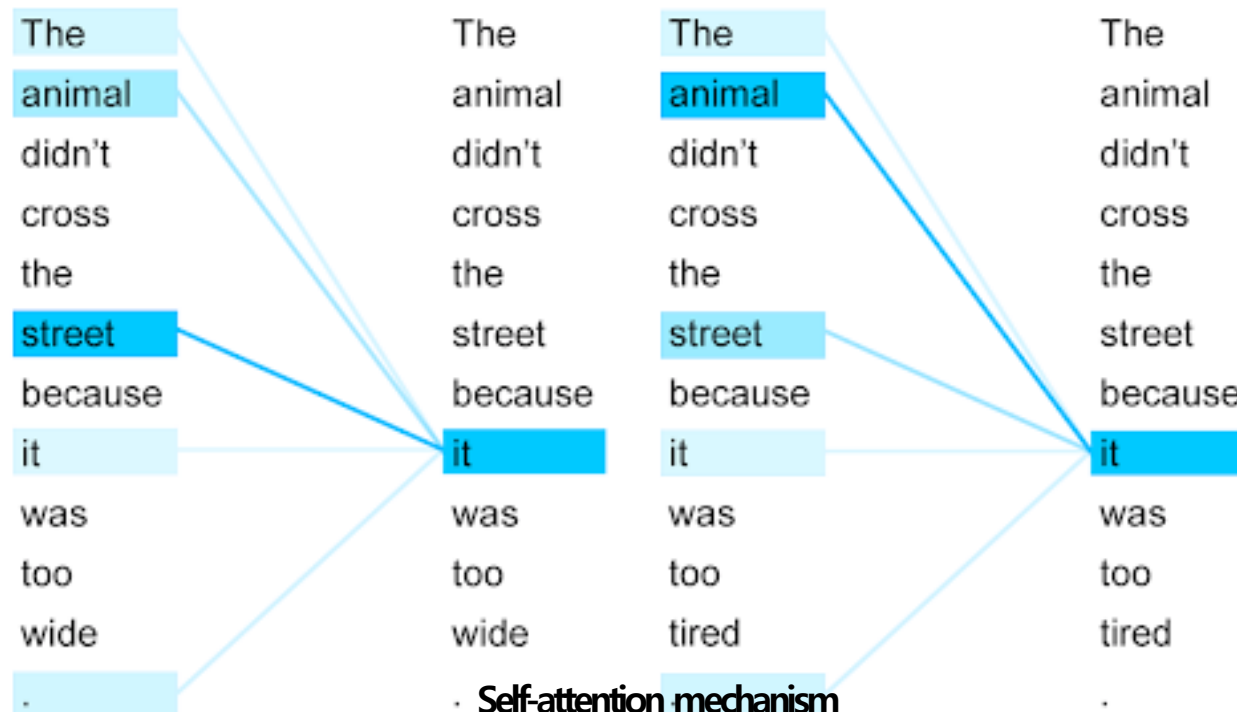 The The The The
animal animal animal animal
didn't didn't didn't didn't
cross cross cross cross
the the the the
street street street street
because because because because
it it it it
was was was was
too too too too
wide wide tired tired
. . . .
Self-attention mechanism